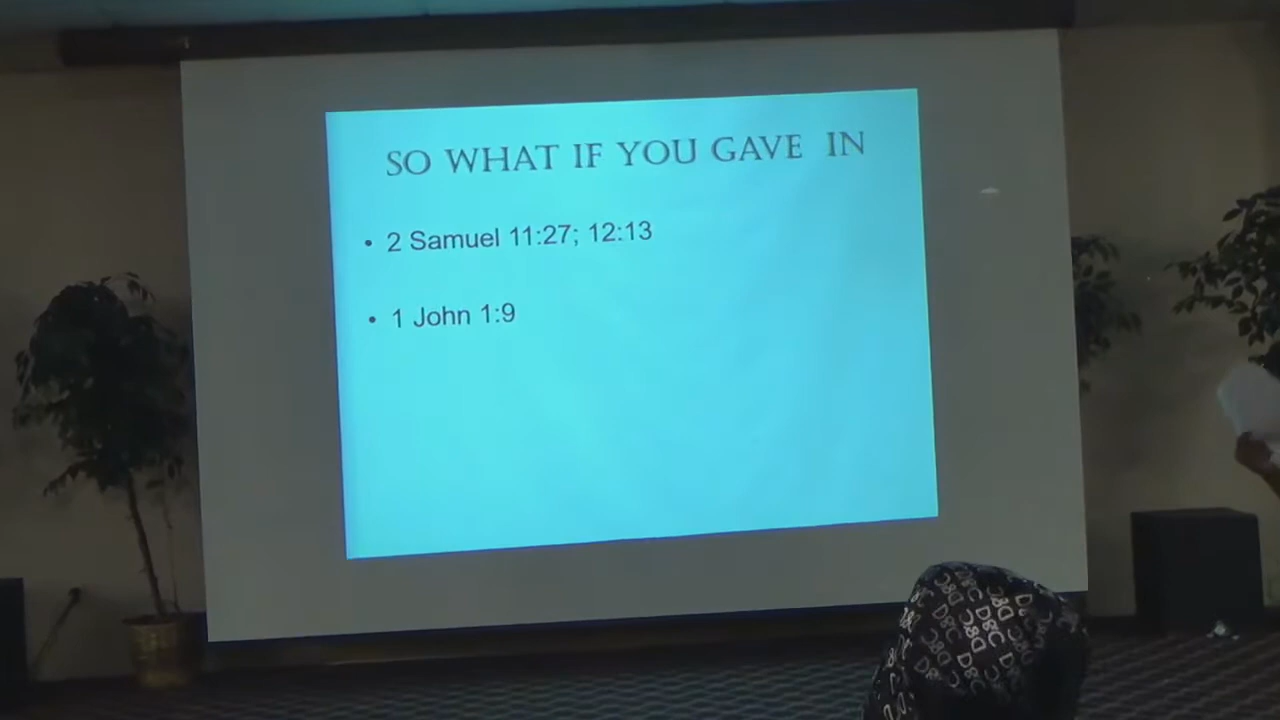 SO WHAT IF YOU GAVE IN
• 2 Samuel 11:27; 12:13
• 1 John 1:9
D&C D&C D&C D&C